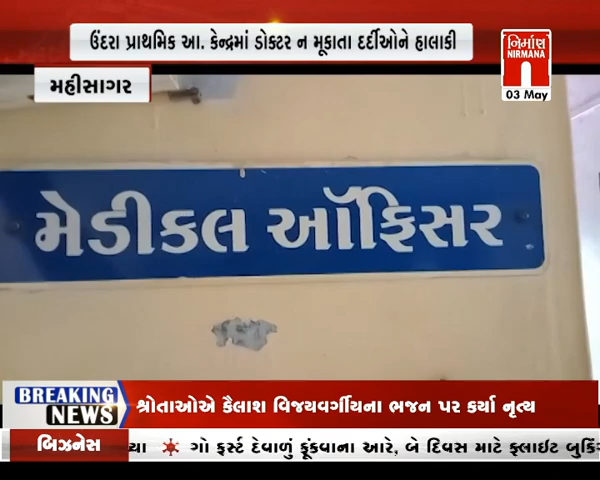 ઉંદરા પ્રાથમિક આ. કેન્દ્રમાં ડોક્ટર ન મૂકાતા દર્દીઓને હાલાકી
નિર્માણ
NIRMANA
03 May
મહીસાગર
મેડીકલ ઑફિસર
BREAKING
NEWS
શ્રોતાઓએ કૈલાશ વિજયવર્ગીયના ભજન પર કર્યા નૃત્ય
બિઝનેસ
ગો ફર્સ્ટ દેવાળું ફૂંકવાના આરે, બે દિવસ માટે ફ્લાઇટ